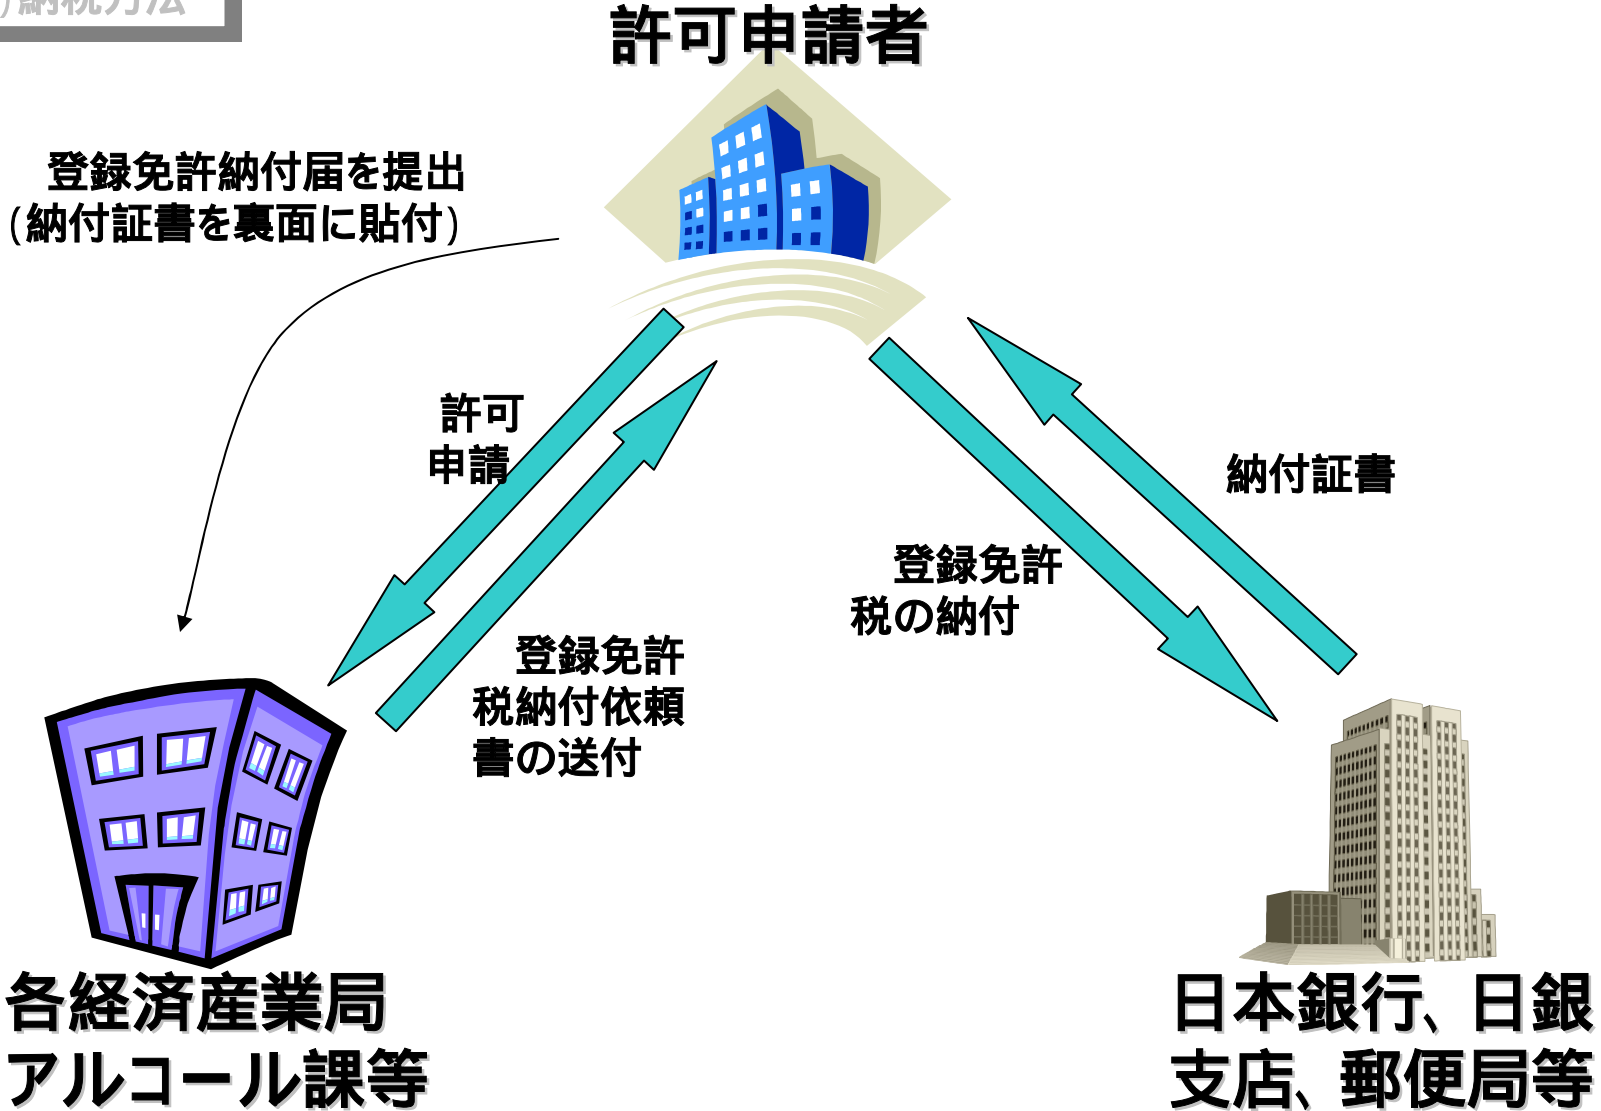 )納税方法
許可申請者
登録免許納付届を提出
(納付証書を裏面に貼付)
許可
申請
納付証書
登録免許
税の納付
登録免許
税納付依頼
書の送付
各経済産業局
アルコール課等
日本銀行、日銀
支店、郵便局等